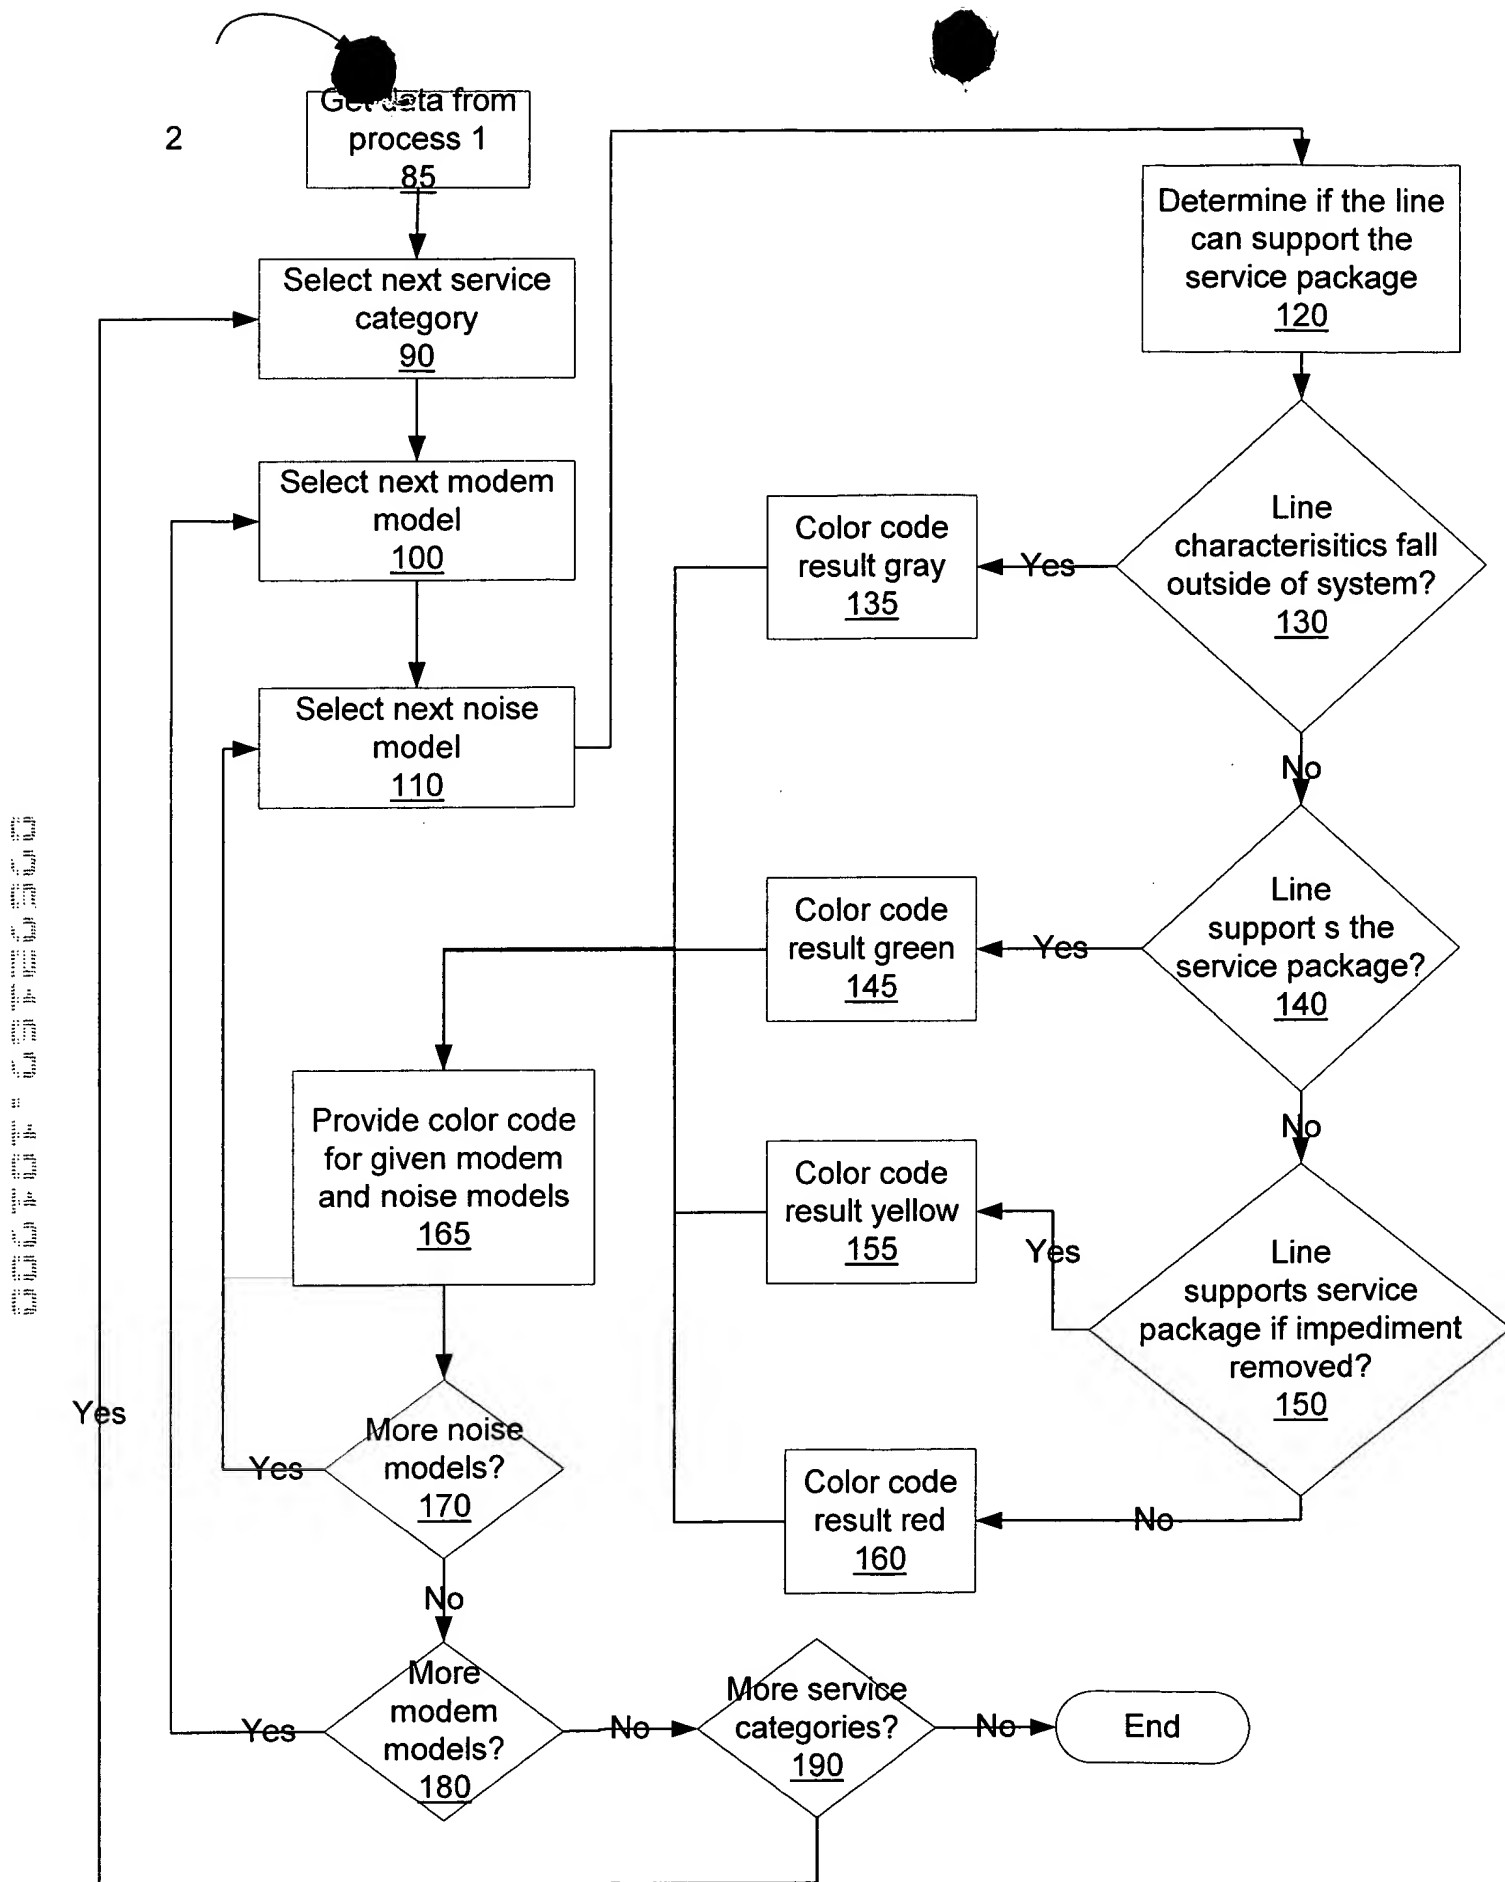 2
Get data from
process 1
85
Select next service
category
90
Select next modem
model
100
Select next noise
model
110
Determine if the line
can support the
service package
120
Line
characterisitics fall
outside of system?
130
Yes
Color code
result gray
135
No
Line
support s the
service package?
140
Yes
Color code
result green
145
No
Line
supports service
package if impediment
removed?
150
Yes
Color code
result yellow
155
No
Color code
result red
160
Provide color code
for given modem
and noise models
165
More noise
models?
170
Yes
No
More
modem
models?
180
Yes
No
More service
categories?
190
No
End
Yes